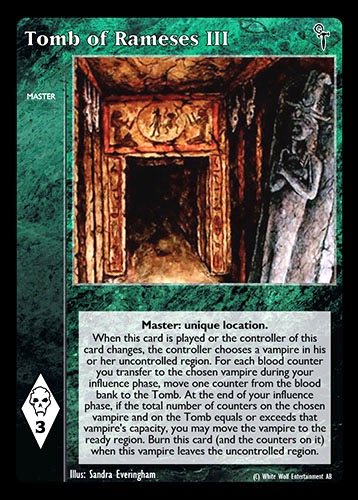 Tomb of Rameses III
MASTER
Master: unique location.
When this card is played or the controller of this
card changes, the controller chooses a vampire in his
or her uncontrolled region. For each blood counter
you transfer to the chosen vampire during your
influence phase, move one counter from the blood
bank to the Tomb. At the end of your influence
phase, if the total number of counters on the chosen
vampire and on the Tomb equals or exceeds that
vampire's capacity, you may move the vampire to the
ready region. Burn this card (and the counters on it)
when this vampire leaves the uncontrolled region.
3
Illus: Sandra Everingham
(C) White Wolf Entertainment AB